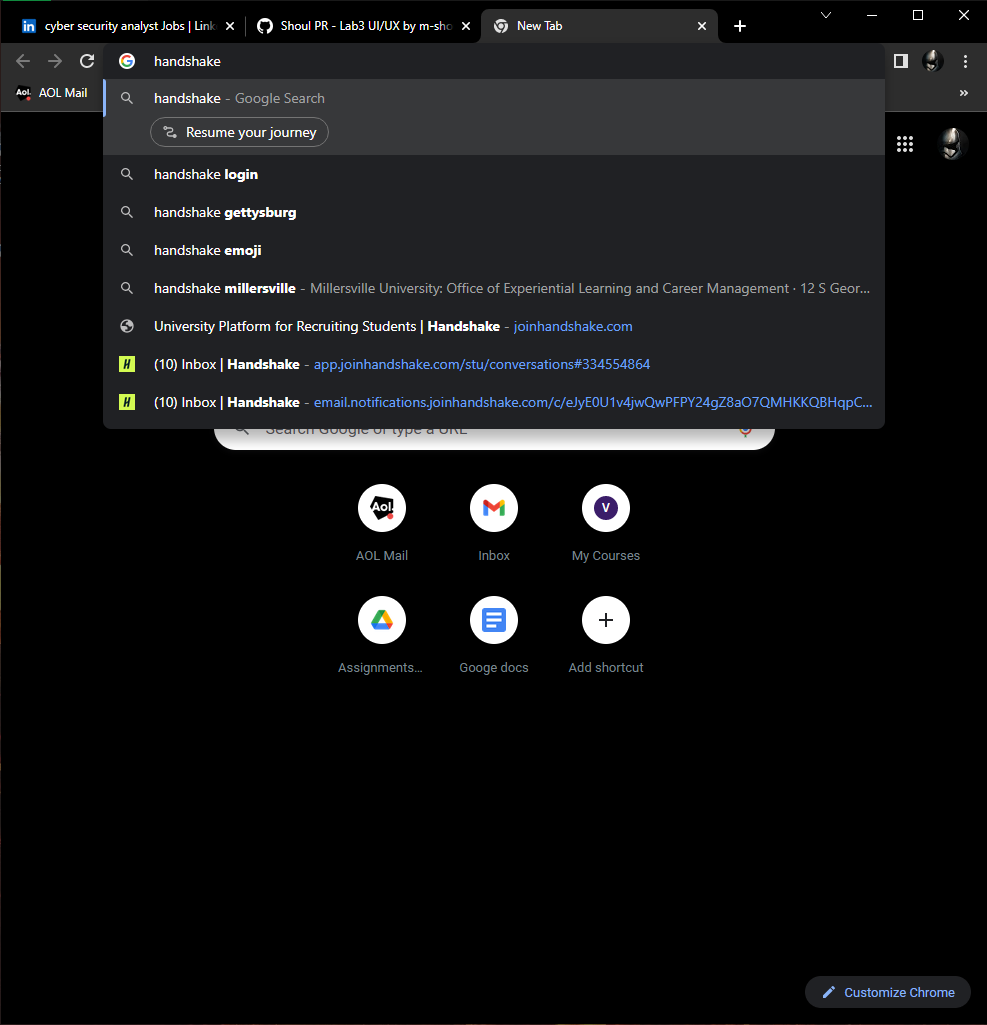 cyber security analyst Jobs | Link
Shoul PR - Lab3 UI/UX by m-sho
New Tab
handshake
Aol.
AOL Mail
»
handshake - Google Search
Resume your journey
handshake login
handshake gettysburg
handshake emoji
handshake millersville - Millersville University: Office of Experiential Learning and Career Management · 12 S Geor...
University Platform for Recruiting Students | Handshake - joinhandshake.com
(10) Inbox | Handshake - app.joinhandshake.com/stu/conversations#334554864
(10) Inbox | Handshake - email.notifications.joinhandshake.com/c/eJyE0U1v4jwQwPFPY24gZ8aO7QMHKKQBHqpC...
Search Google or type a URL
Aol.
V
AOL Mail
Inbox
My Courses
Assignments...
Googe docs
Add shortcut
Customize Chrome